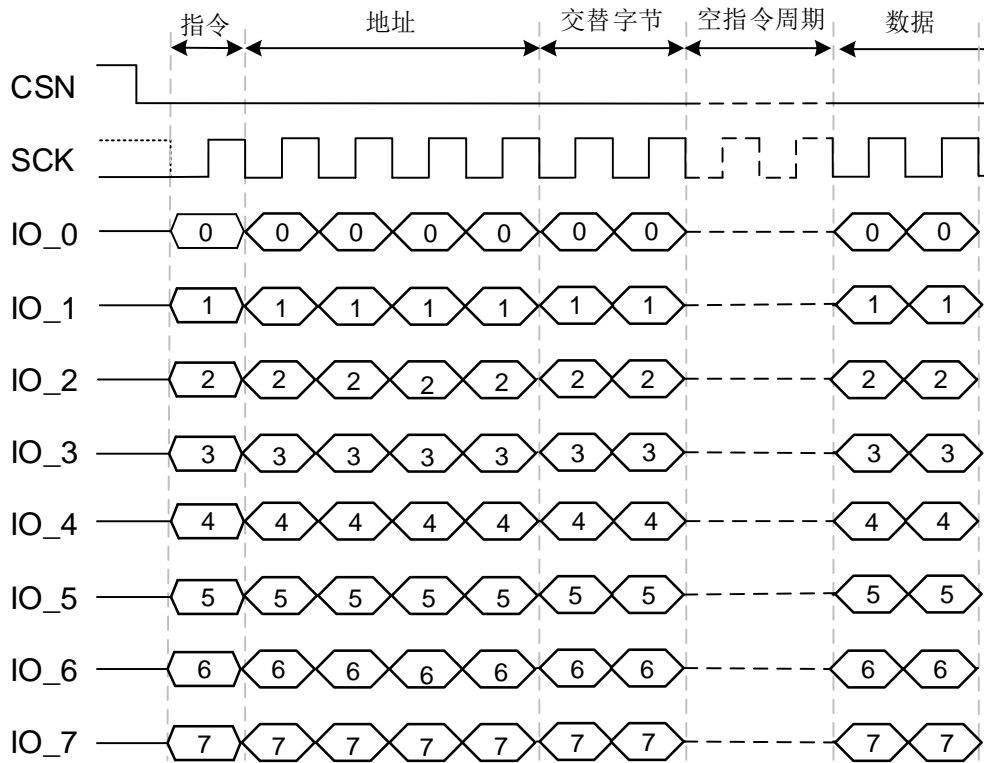 指令 地址 交替字节 空指令周期 数据
CSN
SCK
IO_0 0 0 0 0 0 0 0 0 0
IO_1 1 1 1 1 1 1 1 1 1
IO_2 2 2 2 2 2 2 2 2 2
IO_3 3 3 3 3 3 3 3 3 3
IO_4 4 4 4 4 4 4 4 4 4
IO_5 5 5 5 5 5 5 5 5 5
IO_6 6 6 6 6 6 6 6 6 6
IO_7 7 7 7 7 7 7 7 7 7